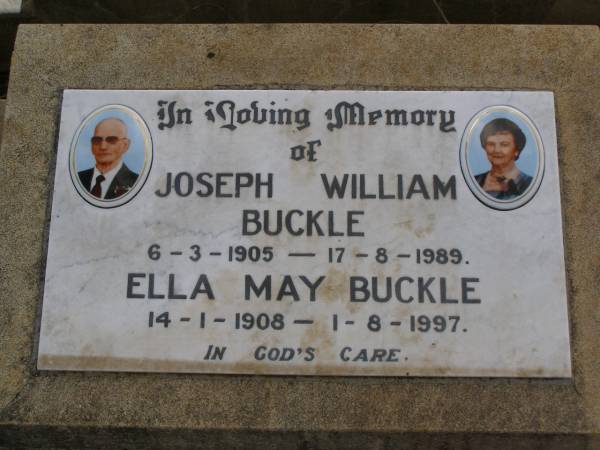 In Loving Memory
of
JOSEPH WILLIAM
BUCKLE
6-3-1905 — 17-8-1989.
ELLA MAY BUCKLE
14-1-1908 — 1-8-1997.
IN GOD'S CARE.